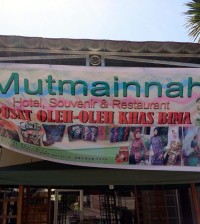 Mutmainnah
Hotel, Souvenir & Restaurant
PUSAT OLEH-OLEH KHAS BIMA